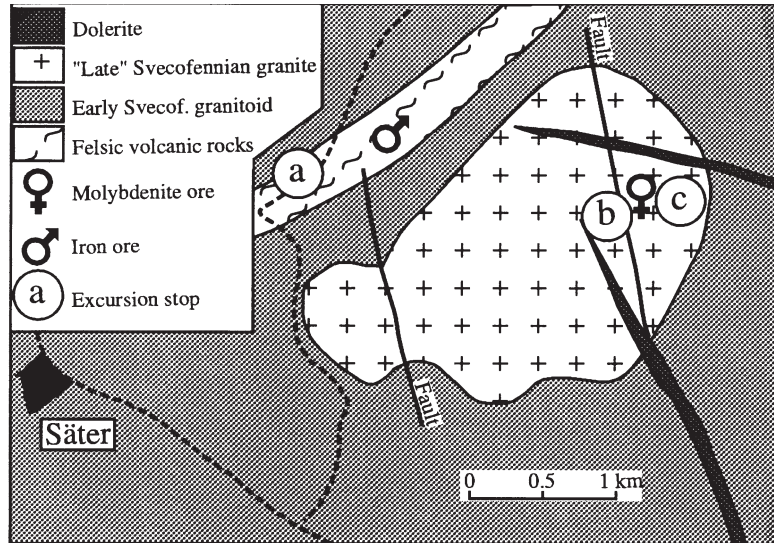 Dolerite
"Late" Svecofennian granite
Early Svecof. granitoid
Felsic volcanic rocks
Molybdenite ore
Iron ore
a Excursion stop
Fault
a
b
c
Fault
Säter
0 0.5 1 km